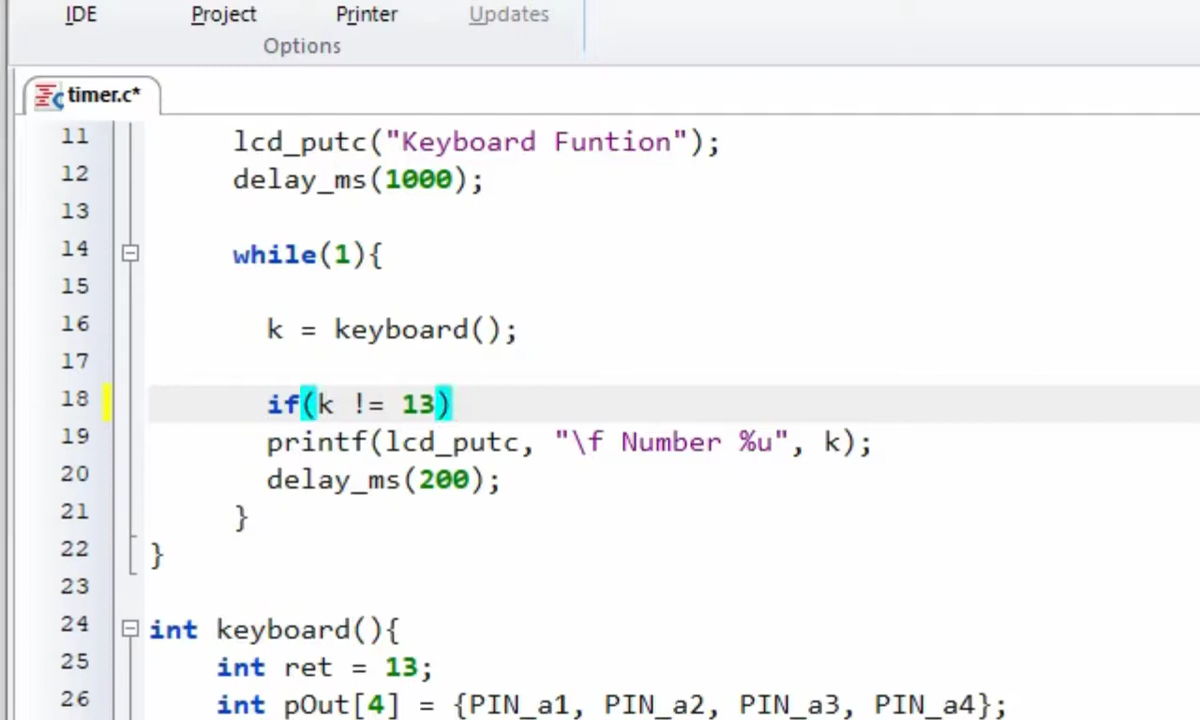 IDE Project Printer Updates
Options
timer.c*
11 lcd_putc("Keyboard Funtion");
12 delay_ms(1000);
13
14 while(1){
15
16 k = keyboard();
17
18 if(k != 13)
19 printf(lcd_putc, "\f Number %u", k);
20 delay_ms(200);
21 }
22 }
23
24 int keyboard(){
25 int ret = 13;
26 int pOut[4] = {PIN_a1, PIN_a2, PIN_a3, PIN_a4};